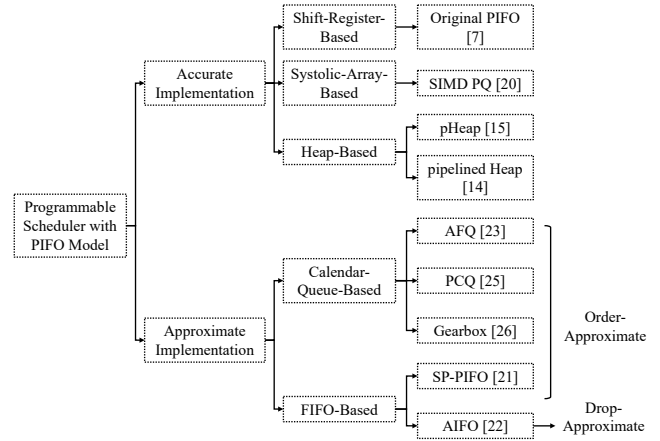 Programmable
Scheduler with
PIFO Model
Accurate
Implementation
Shift-Register-
Based
Original PIFO
[7]
Systolic-Array-
Based
SIMD PQ [20]
Heap-Based
pHeap [15]
pipelined Heap
[14]
Approximate
Implementation
Calendar-
Queue-Based
AFQ [23]
PCQ [25]
Gearbox [26]
FIFO-Based
SP-PIFO [21]
AIFO [22]
Order-
Approximate
Drop-
Approximate